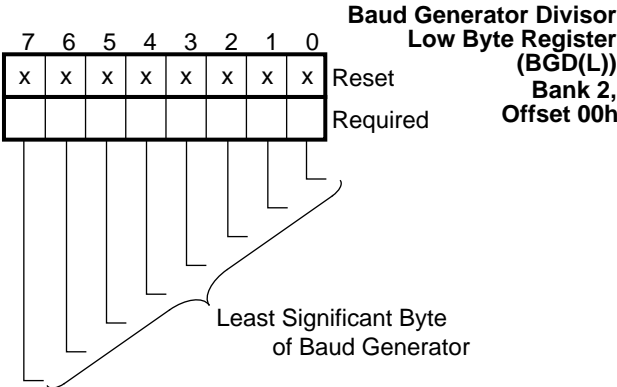 Baud Generator Divisor
Low Byte Register
(BGD(L))
Bank 2,
Offset 00h
7 6 5 4 3 2 1 0
x x x x x x x x Reset
Required
Least Significant Byte
of Baud Generator